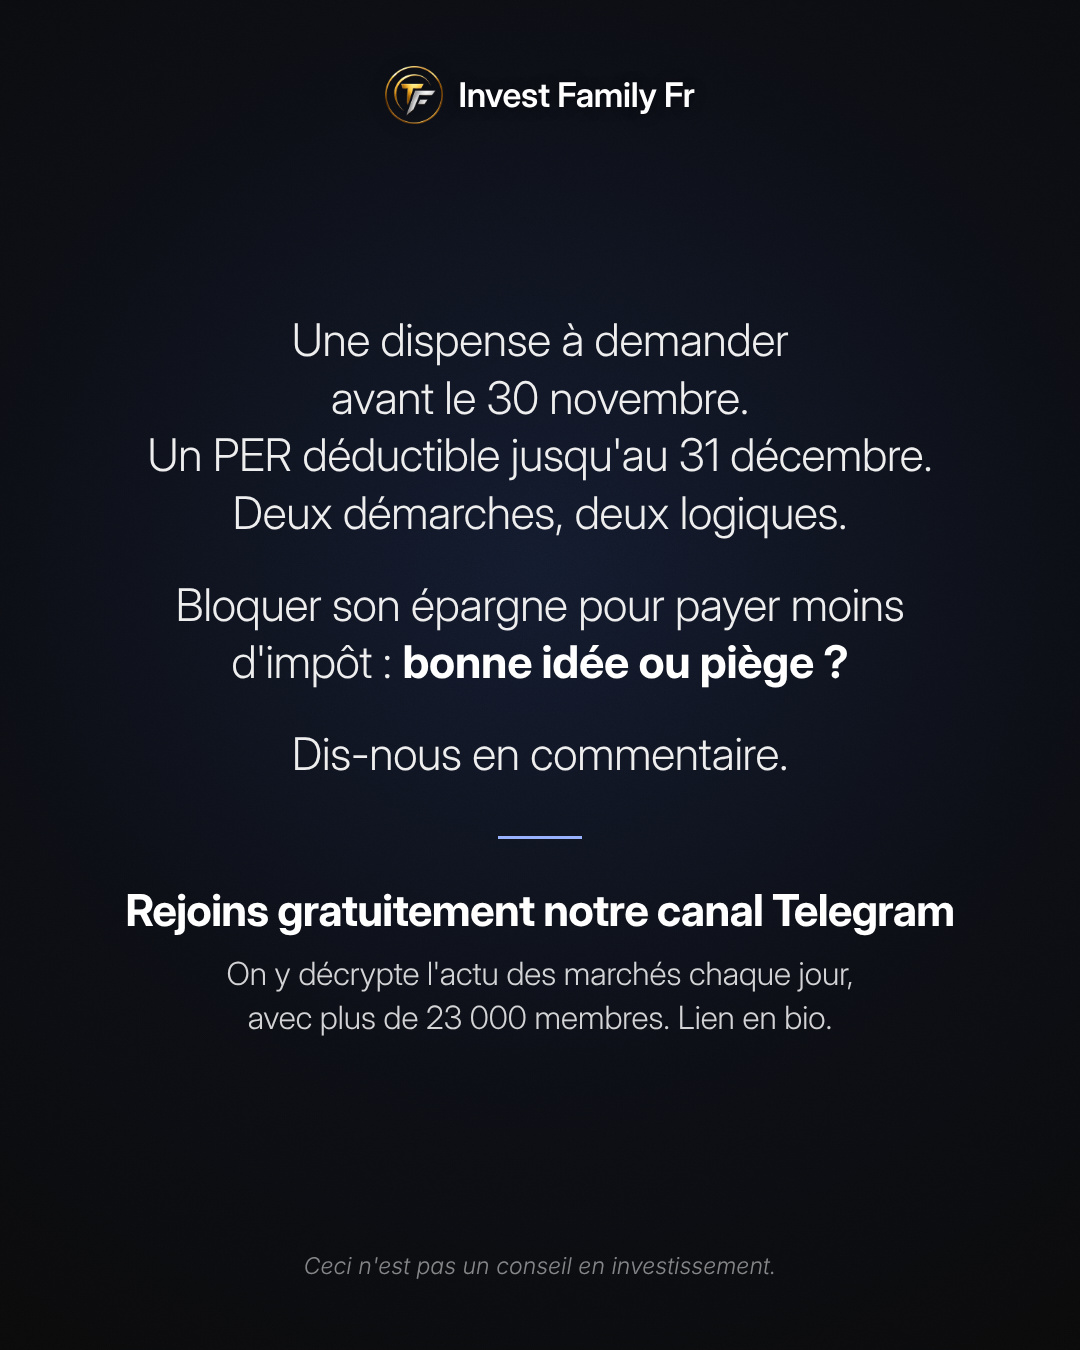 TF Invest Family Fr
Une dispense à demander
avant le 30 novembre.
Un PER déductible jusqu'au 31 décembre.
Deux démarches, deux logiques.
Bloquer son épargne pour payer moins
d'impôt : bonne idée ou piège ?
Dis-nous en commentaire.
Rejoins gratuitement notre canal Telegram
On y décrypte l'actu des marchés chaque jour,
avec plus de 23 000 membres. Lien en bio.
Ceci n'est pas un conseil en investissement.